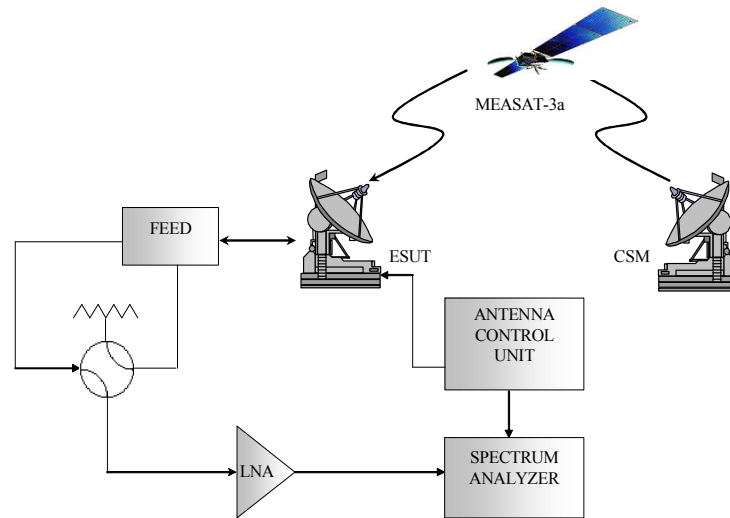 MEASAT-3a
FEED
ESUT
CSM
ANTENNA
CONTROL
UNIT
LNA
SPECTRUM
ANALYZER